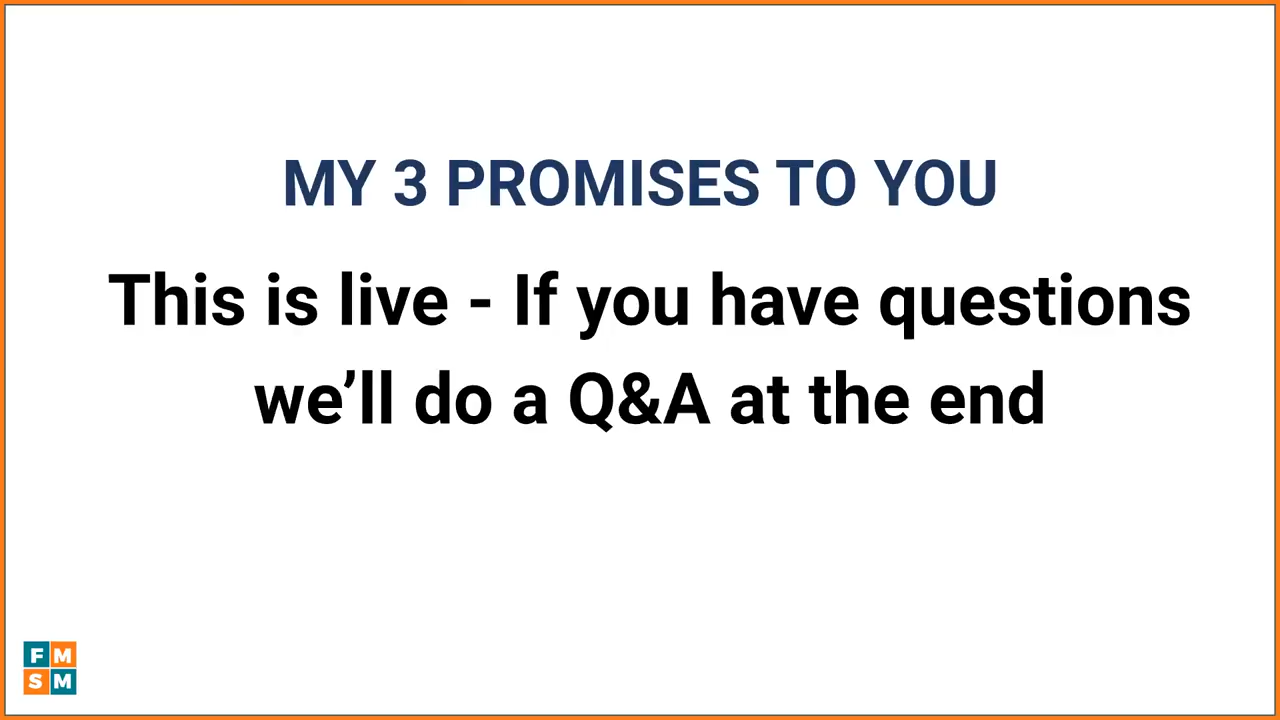 MY 3 PROMISES TO YOU
This is live - If you have questions
we’ll do a Q&A at the end
F M
S M